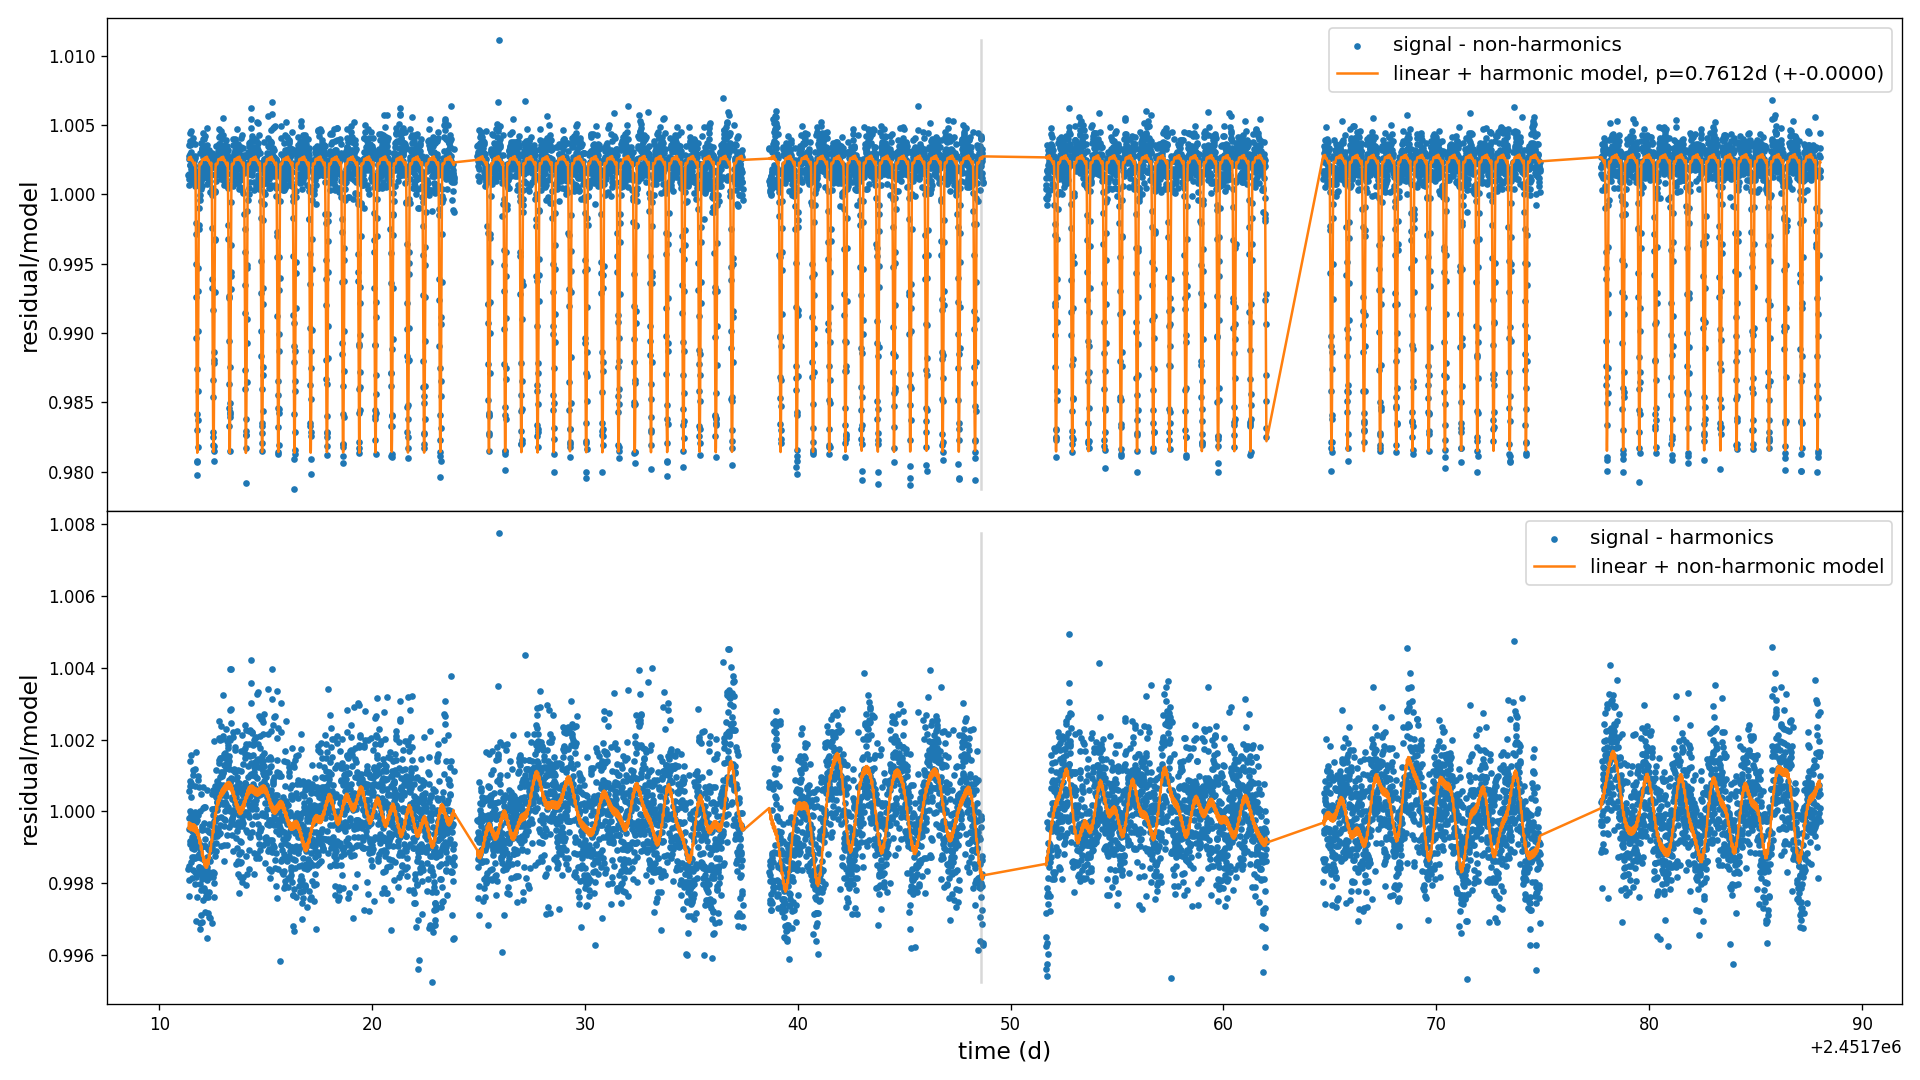 signal - non-harmonics
linear + harmonic model, p=0.7612d (+-0.0000)
1.010
1.005
1.000
0.995
0.990
0.985
0.980
residual/model
signal - harmonics
linear + non-harmonic model
1.008
1.006
1.004
1.002
1.000
0.998
0.996
residual/model
10 20 30 40 50 60 70 80 90
time (d)
+2.4517e6